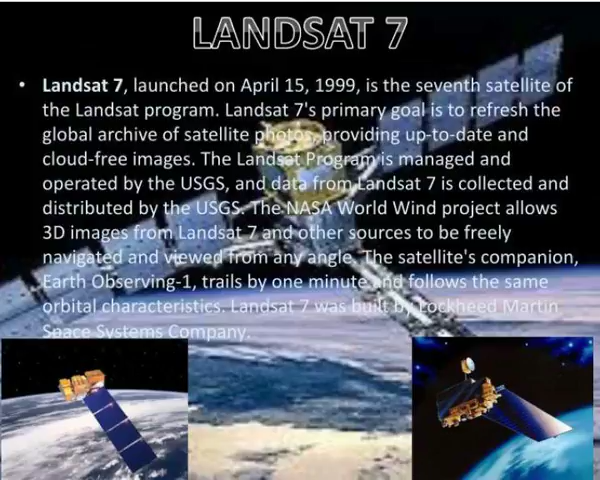 LANDSAT 7
• Landsat 7, launched on April 15, 1999, is the seventh satellite of
the Landsat program. Landsat 7's primary goal is to refresh the
global archive of satellite photos, providing up-to-date and
cloud-free images. The Landsat Program is managed and
operated by the USGS, and data from Landsat 7 is collected and
distributed by the USGS. The NASA World Wind project allows
3D images from Landsat 7 and other sources to be freely
navigated and viewed from any angle. The satellite's companion,
Earth Observing-1, trails by one minute and follows the same
orbital characteristics. Landsat 7 was built by Lockheed Martin
Space Systems Company.